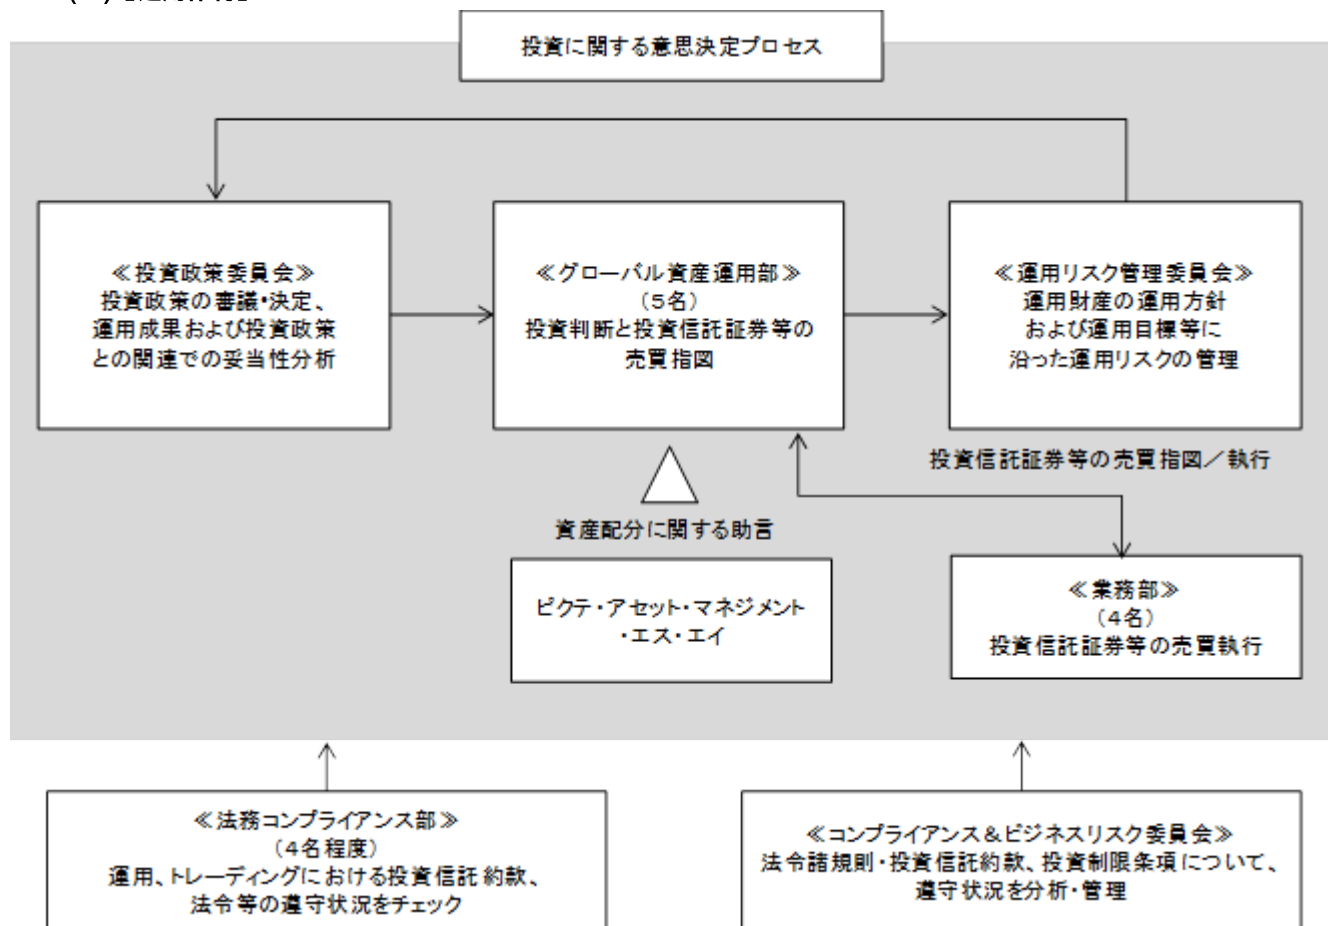 投資に関する意思決定プロセス
≪投資政策委員会≫
投資政策の審議・決定、
運用成果および投資政策
との関連での妥当性分析
≪グローバル資産運用部≫
（5名）
投資判断と投資信託証券等の
売買指図
≪運用リスク管理委員会≫
運用財産の運用方針
および運用目標等に
沿った運用リスクの管理
投資信託証券等の売買指図／執行
資産配分に関する助言
ピクテ・アセット・マネジメント
・エス・エイ
≪業務部≫
（4名）
投資信託証券等の売買執行
≪法務コンプライアンス部≫
（4名程度）
運用、トレーディングにおける投資信託約款、
法令等の遵守状況をチェック
≪コンプライアンス＆ビジネスリスク委員会≫
法令諸規則・投資信託約款、投資制限条項について、
遵守状況を分析・管理